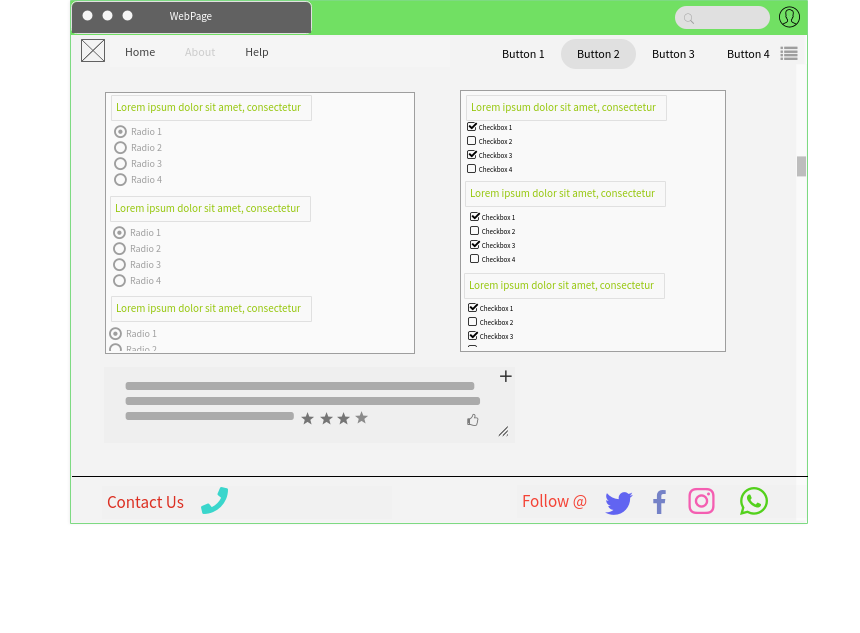 WebPage
Home About Help
Button 1 Button 2 Button 3 Button 4
Lorem ipsum dolor sit amet, consectetur
Radio 1
Radio 2
Radio 3
Radio 4
Lorem ipsum dolor sit amet, consectetur
Radio 1
Radio 2
Radio 3
Radio 4
Lorem ipsum dolor sit amet, consectetur
Radio 1
Radio 2
Lorem ipsum dolor sit amet, consectetur
Checkbox 1
Checkbox 2
Checkbox 3
Checkbox 4
Lorem ipsum dolor sit amet, consectetur
Checkbox 1
Checkbox 2
Checkbox 3
Checkbox 4
Lorem ipsum dolor sit amet, consectetur
Checkbox 1
Checkbox 2
Checkbox 3
Contact Us
Follow @